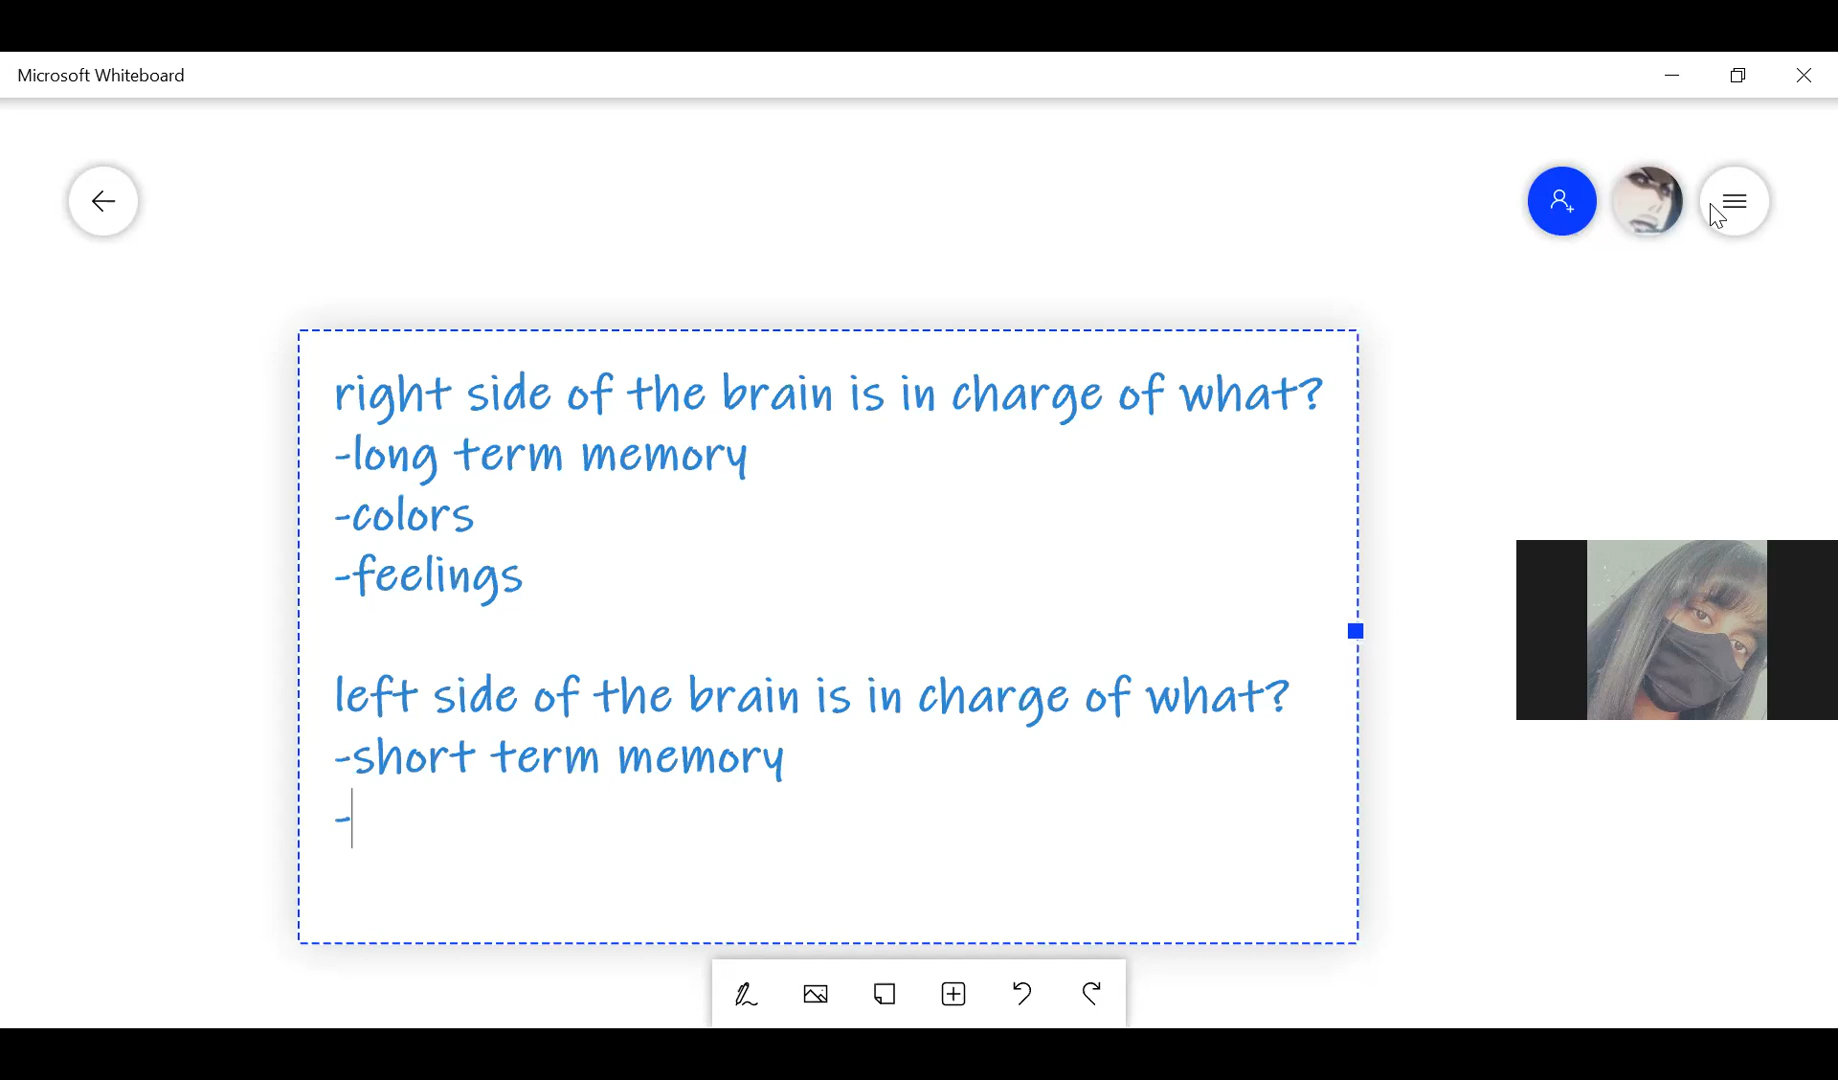 Microsoft Whiteboard
right side of the brain is in charge of what?
-long term memory
-colors
-feelings
left side of the brain is in charge of what?
-short term memory
-